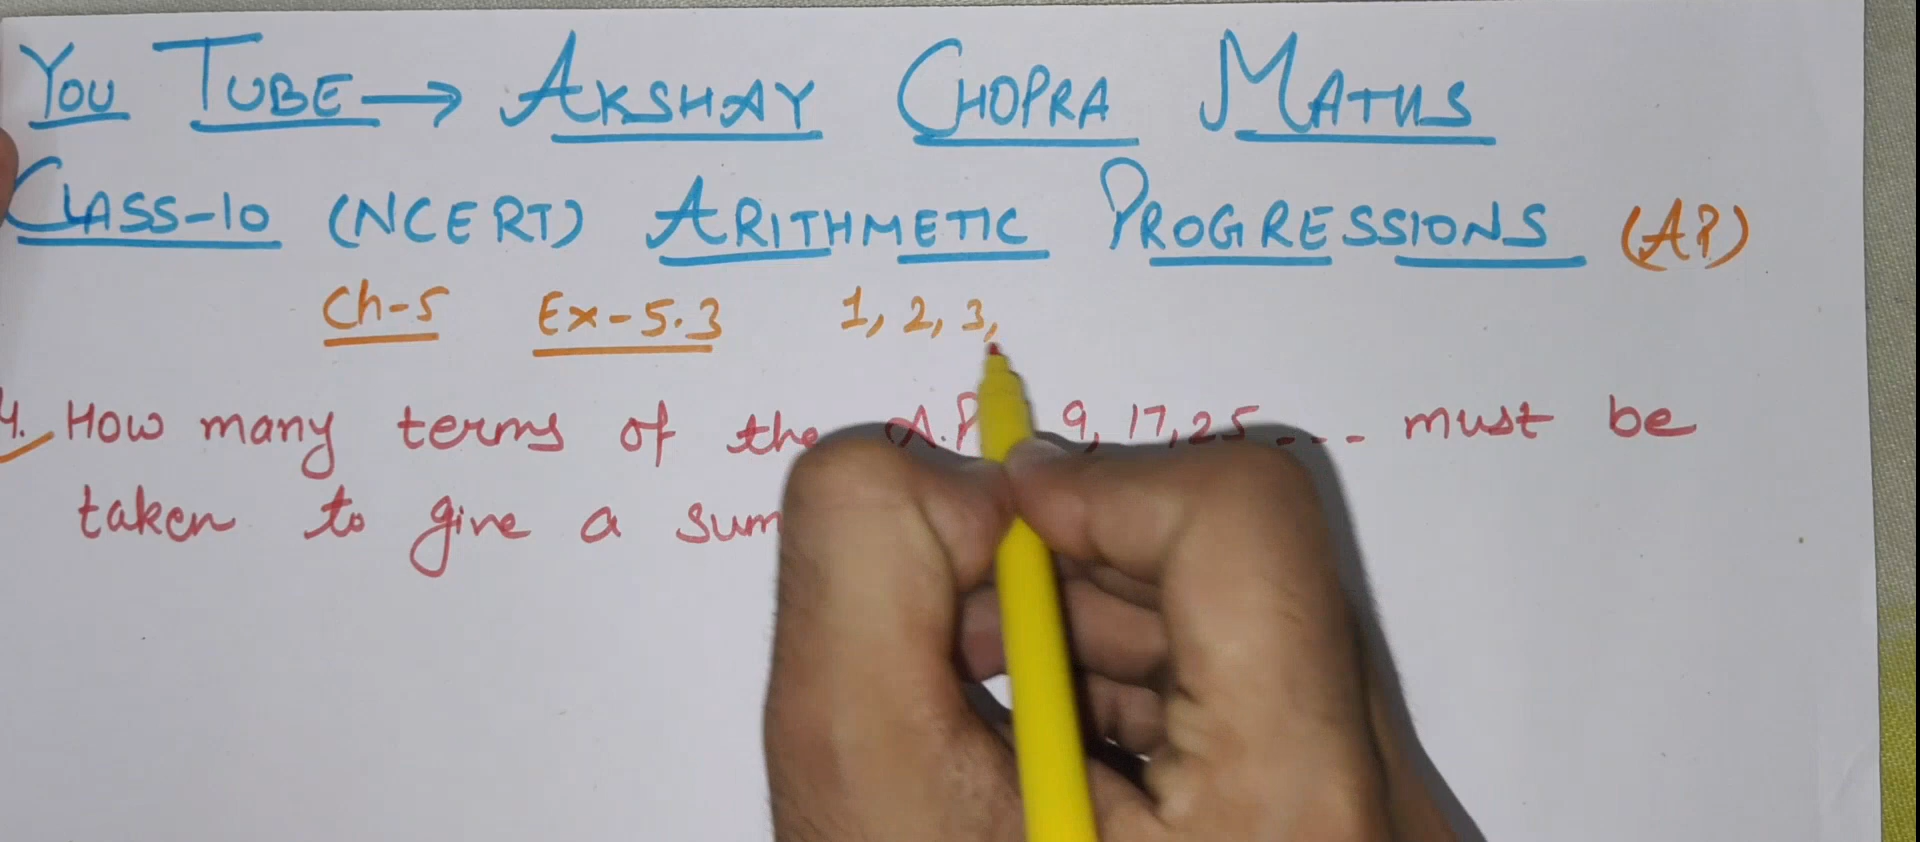 YOU TUBE → AKSHAY CHOPRA MATHS
CLASS-10 (NCERT) ARITHMETIC PROGRESSIONS (AP)
Ch-5 Ex-5.3 1, 2, 3,
4. How many terms of the A.P 9, 17, 25 ... must be
taken to give a sum